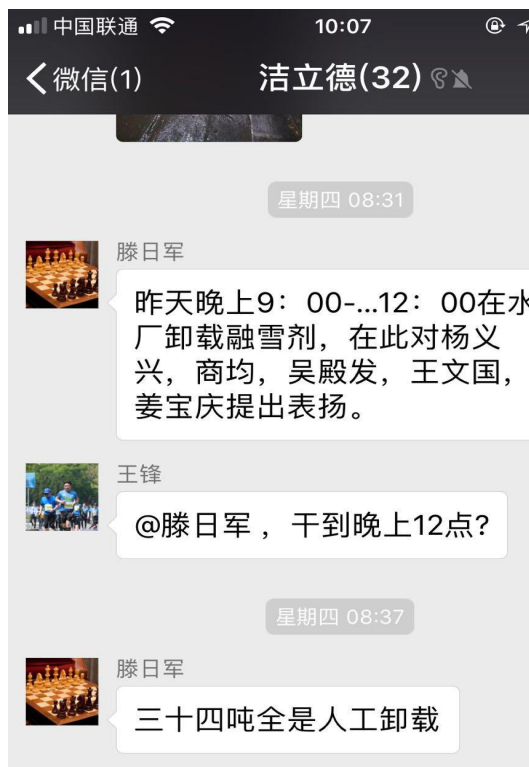 中国联通 10:07
微信(1) 洁立德(32)
星期四 08:31
滕日军
昨天晚上9：00-...12：00在水
厂卸载融雪剂，在此对杨义
兴，商均，吴殿发，王文国，
姜宝庆提出表扬。
王锋
@滕日军 ，干到晚上12点?
星期四 08:37
滕日军
三十四吨全是人工卸载